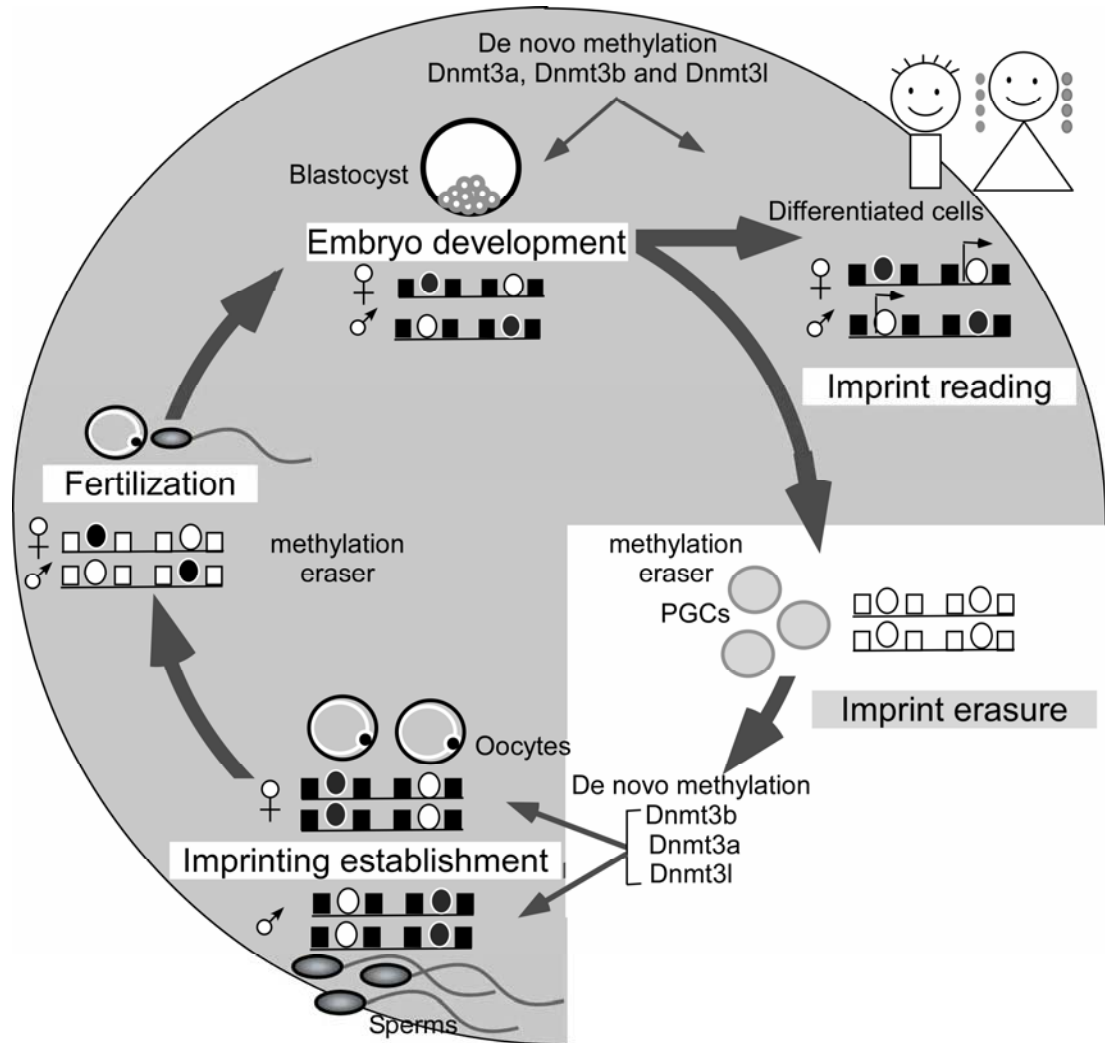 De novo methylation
Dnmt3a, Dnmt3b and Dnmt3l
Blastocyst
Embryo development
♀
♂
Differentiated cells
♀
♂
Imprint reading
Fertilization
♀
♂
methylation
eraser
methylation
eraser
PGCs
Imprint erasure
De novo methylation
Dnmt3b
Dnmt3a
Dnmt3l
Oocytes
♀
Imprinting establishment
♂
Sperms